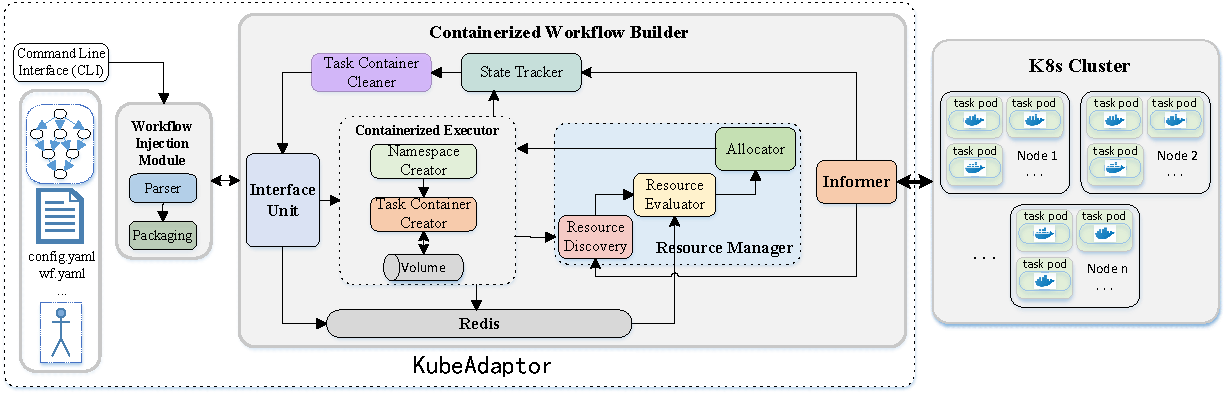 Containerized Workflow Builder
Command Line
Interface (CLI)
Task Container
Cleaner
State Tracker
K8s Cluster
Workflow
Injection
Module
Parser
Packaging
config.yaml
wf.yaml
...
Interface
Unit
Containerized Executor
Namespace
Creator
Task Container
Creator
Volume
Allocator
Resource
Evaluator
Resource
Discovery
Resource Manager
Informer
Redis
KubeAdaptor
task pod
task pod
task pod
Node 1
...
task pod
task pod
task pod
Node 2
...
...
task pod
task pod
task pod
Node n
...